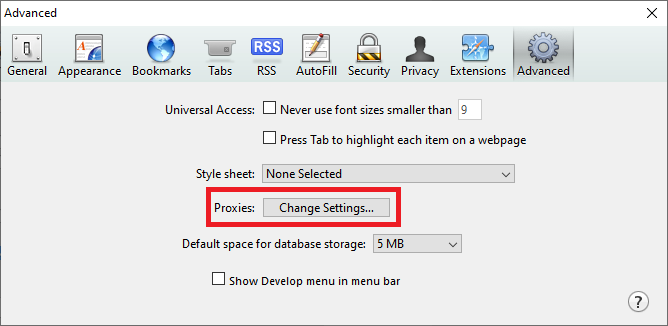 Advanced
RSS
General Appearance Bookmarks Tabs RSS AutoFill Security Privacy Extensions Advanced
Universal Access: Never use font sizes smaller than 9
Press Tab to highlight each item on a webpage
Style sheet: None Selected
Proxies: Change Settings...
Default space for database storage: 5 MB
Show Develop menu in menu bar
?